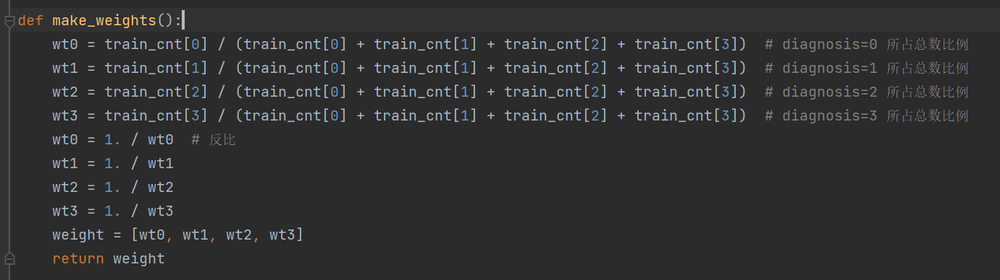 def make_weights():
    wt0 = train_cnt[0] / (train_cnt[0] + train_cnt[1] + train_cnt[2] + train_cnt[3])  # diagnosis=0 所占总数比例
    wt1 = train_cnt[1] / (train_cnt[0] + train_cnt[1] + train_cnt[2] + train_cnt[3])  # diagnosis=1 所占总数比例
    wt2 = train_cnt[2] / (train_cnt[0] + train_cnt[1] + train_cnt[2] + train_cnt[3])  # diagnosis=2 所占总数比例
    wt3 = train_cnt[3] / (train_cnt[0] + train_cnt[1] + train_cnt[2] + train_cnt[3])  # diagnosis=3 所占总数比例
    wt0 = 1. / wt0  # 反比
    wt1 = 1. / wt1
    wt2 = 1. / wt2
    wt3 = 1. / wt3
    weight = [wt0, wt1, wt2, wt3]
    return weight